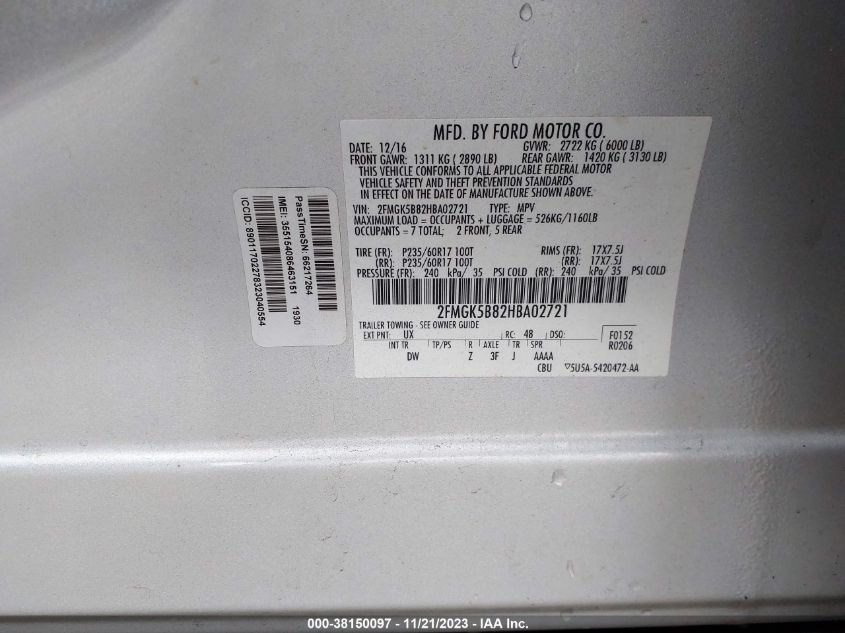 MFD. BY FORD MOTOR CO.
DATE: 12/16 GVWR: 2722 KG ( 6000 LB)
FRONT GAWR: 1311 KG ( 2890 LB) REAR GAWR: 1420 KG ( 3130 LB)
THIS VEHICLE CONFORMS TO ALL APPLICABLE FEDERAL MOTOR
VEHICLE SAFETY AND THEFT PREVENTION STANDARDS
IN EFFECT ON THE DATE OF MANUFACTURE SHOWN ABOVE.
VIN: 2FMGK5B82HBA02721 TYPE: MPV
MAXIMUM LOAD = OCCUPANTS + LUGGAGE = 526KG/1160LB
OCCUPANTS = 7 TOTAL; 2 FRONT, 5 REAR
TIRE (FR): P235/60R17 100T RIMS (FR): 17X7.5J
(RR): P235/60R17 100T (RR): 17X7.5J
PRESSURE (FR): 240 kPa/ 35 PSI COLD (RR): 240 kPa/ 35 PSI COLD
2FMGK5B82HBA02721
TRAILER TOWING - SEE OWNER GUIDE
EXT PNT: UX RC: 48 DSO: F0152
INT TR TP/PS R AXLE TR SPR R0206
DW Z 3F J AAAA
CBU ▽5U5A-5420472-AA
PassTimeSN: 66217264
IMEI: 355154086463151 1930
ICCID: 89011702278323040554
000-38150097 - 11/21/2023 - IAA Inc.